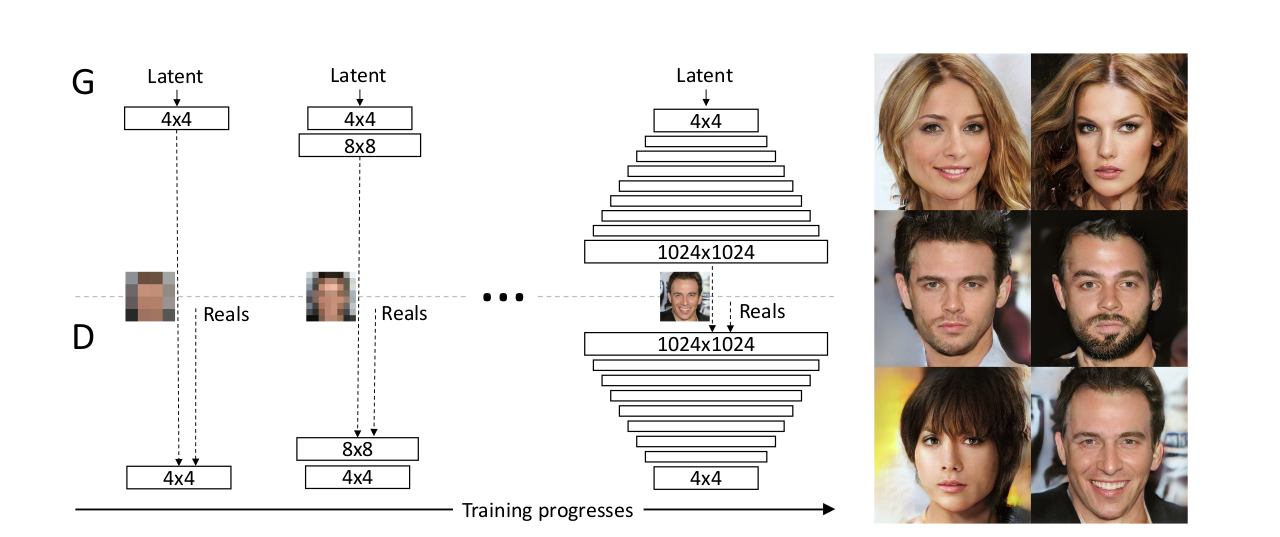 G
Latent
4x4
Latent
4x4
8x8
Latent
4x4
1024x1024
Reals
Reals
Reals
D
1024x1024
8x8
4x4
4x4
4x4
Training progresses